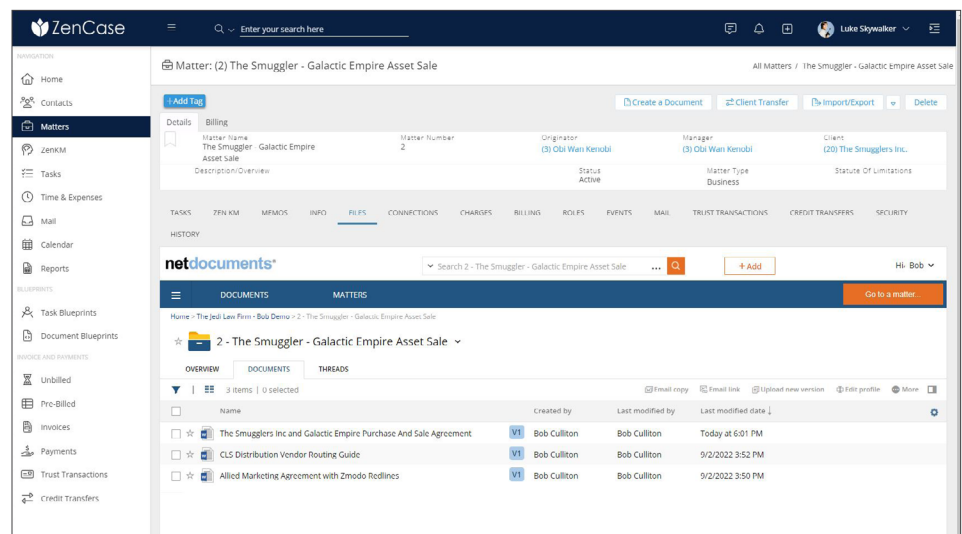 ZenCase
Enter your search here
Luke Skywalker
NAVIGATION
Home
Contacts
Matters
ZenKM
Tasks
Time & Expenses
Mail
Calendar
Reports
BLUEPRINTS
Task Blueprints
Document Blueprints
INVOICE AND PAYMENTS
Unbilled
Pre-Billed
Invoices
Payments
Trust Transactions
Credit Transfers
Matter: (2) The Smuggler - Galactic Empire Asset Sale
All Matters / The Smuggler - Galactic Empire Asset Sale
+Add Tag
Create a Document
Client Transfer
Import/Export
Delete
Details Billing
Matter Name Matter Number Originator Manager Client
The Smuggler - Galactic Empire 2 (3) Obi Wan Kenobi (3) Obi Wan Kenobi (20) The Smugglers Inc.
Asset Sale
Description/Overview Status Matter Type Statute Of Limitations
Active Business
TASKS ZEN KM MEMOS INFO FILES CONNECTIONS CHARGES BILLING ROLES EVENTS MAIL TRUST TRANSACTIONS CREDIT TRANSFERS SECURITY
HISTORY
netdocuments
Search 2 - The Smuggler - Galactic Empire Asset Sale ...
+ Add
Hi, Bob
DOCUMENTS MATTERS
Go to a matter...
Home > The Jedi Law Firm - Bob Demo > 2 - The Smuggler - Galactic Empire Asset Sale
2 - The Smuggler - Galactic Empire Asset Sale
OVERVIEW DOCUMENTS THREADS
3 items | 0 selected
Email copy Email link Upload new version Edit profile More
Name Created by Last modified by Last modified date ↓
The Smugglers Inc and Galactic Empire Purchase And Sale Agreement V1 Bob Culliton Bob Culliton Today at 6:01 PM
CLS Distribution Vendor Routing Guide V1 Bob Culliton Bob Culliton 9/2/2022 3:52 PM
Allied Marketing Agreement with Zmodo Redlines V1 Bob Culliton Bob Culliton 9/2/2022 3:50 PM